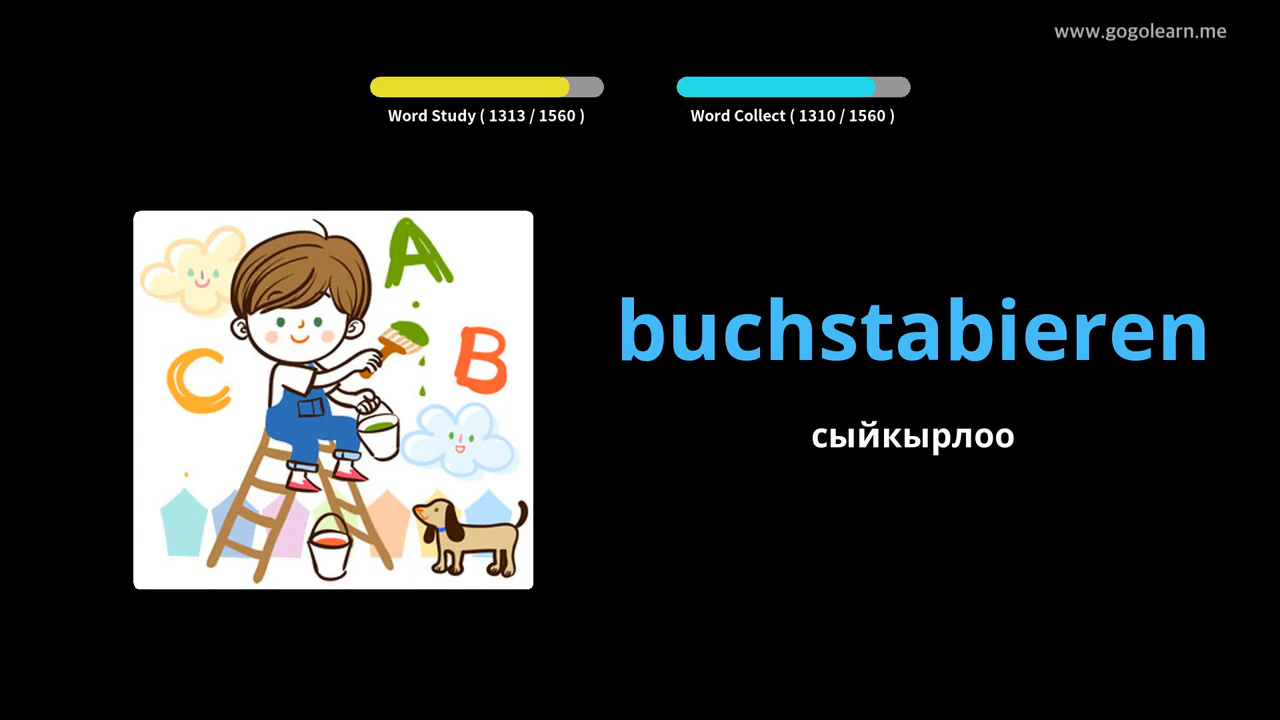 www.gogolearn.me
Word Study ( 1313 / 1560 )
Word Collect ( 1310 / 1560 )
A
B
C
buchstabieren
сыйкырлоо